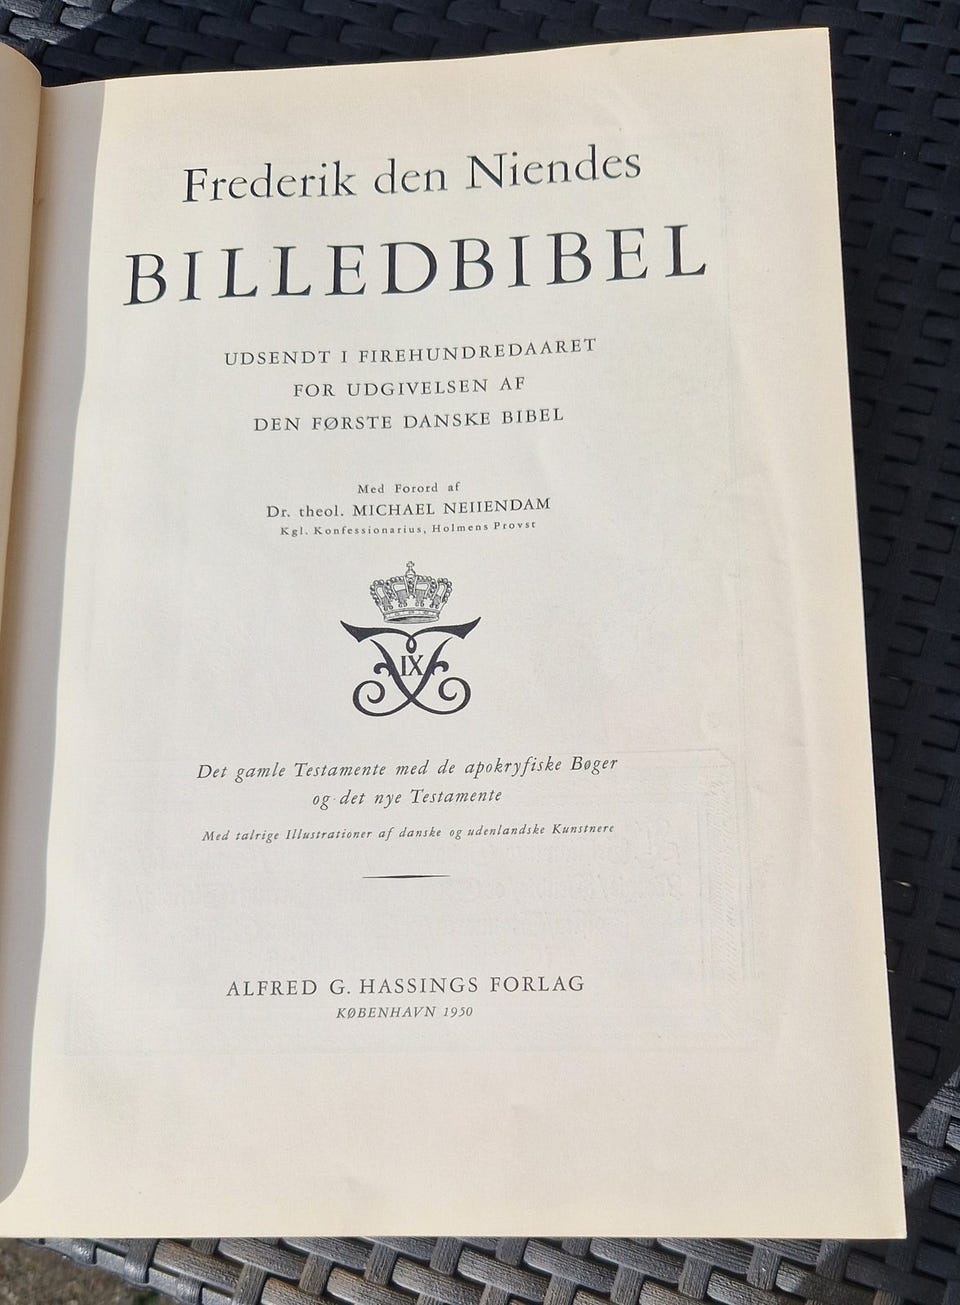 Frederik den Niendes
BILLEDBIBEL
UDSENDT I FIREHUNDREDAARET
FOR UDGIVELSEN AF
DEN FØRSTE DANSKE BIBEL
Med Forord af
Dr. theol. MICHAEL NEIIENDAM
Kgl. Konfessionarius, Holmens Provst
IX
Det gamle Testamente med de apokryfiske Bøger
og det nye Testamente
Med talrige Illustrationer af danske og udenlandske Kunstnere
ALFRED G. HASSINGS FORLAG
KØBENHAVN 1950